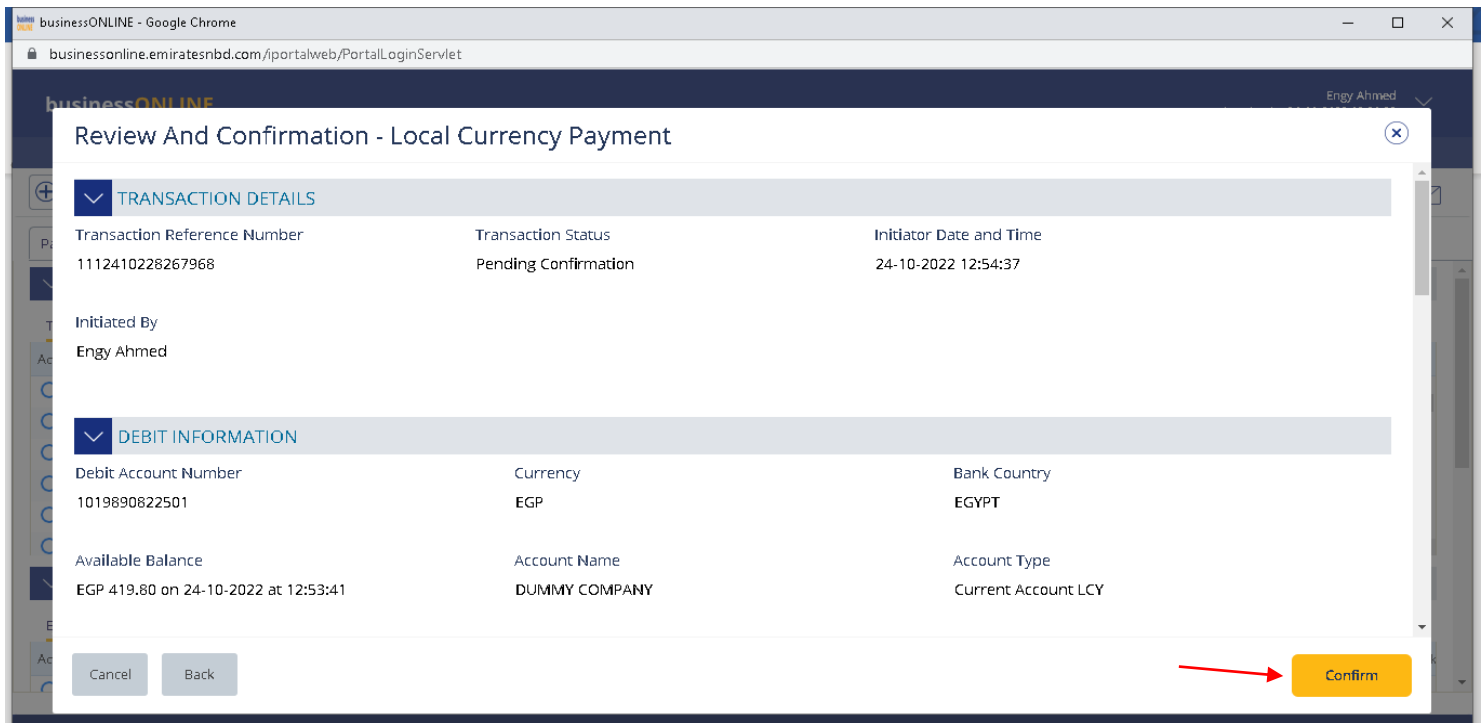 businessONLINE - Google Chrome
businessonline.emiratesnbd.com/iportalweb/PortalLoginServlet
businessONLINE
Engy Ahmed
Review And Confirmation - Local Currency Payment
TRANSACTION DETAILS
Transaction Reference Number Transaction Status Initiator Date and Time
1112410228267968 Pending Confirmation 24-10-2022 12:54:37
Initiated By
Engy Ahmed
DEBIT INFORMATION
Debit Account Number Currency Bank Country
1019890822501 EGP EGYPT
Available Balance Account Name Account Type
EGP 419.80 on 24-10-2022 at 12:53:41 DUMMY COMPANY Current Account LCY
Cancel Back Confirm